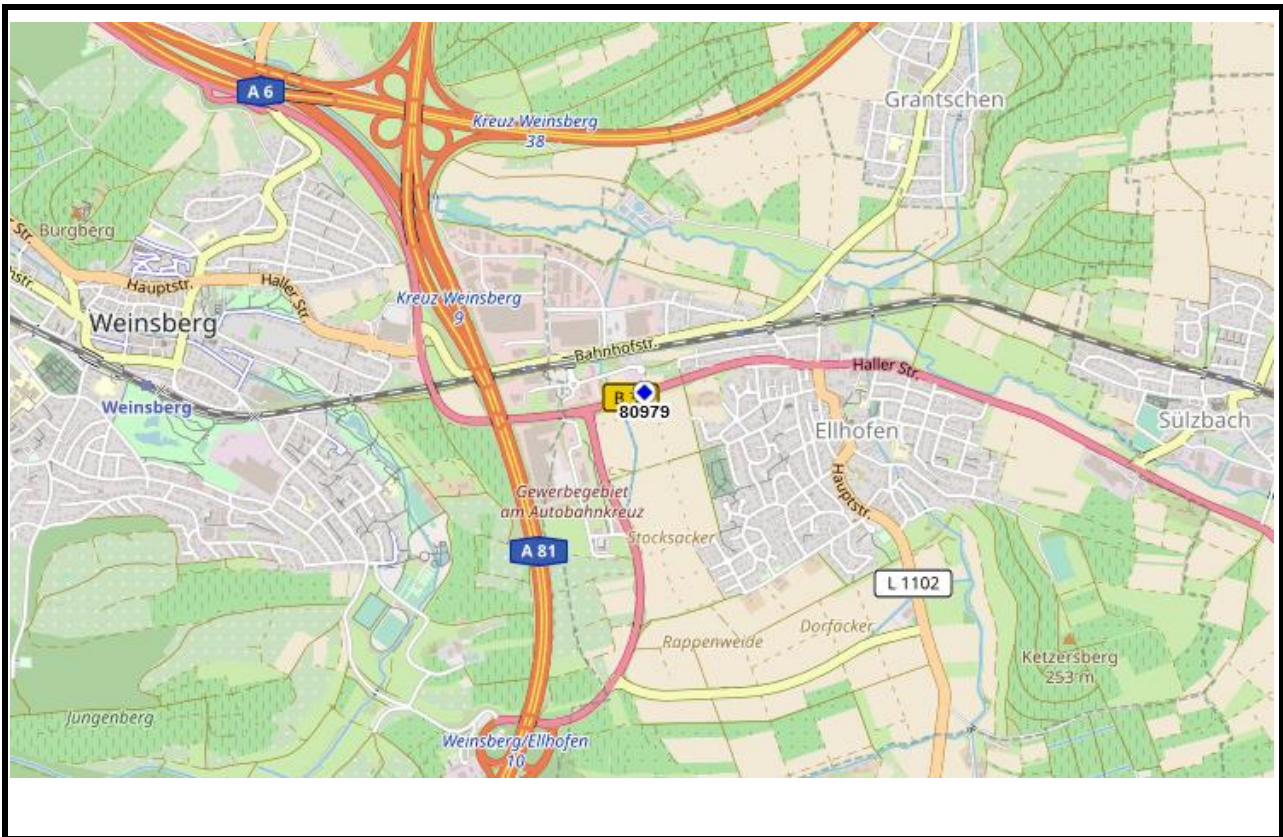 A 6
Grantschen
Kreuz Weinsberg
38
Str.
Burgberg
Hauptstr.
Haller Str.
Kreuz Weinsberg
9
Weinsberg
Bahnhofstr.
Haller Str.
Weinsberg
B
80979
Ellhofen
Sülzbach
Hauptstr.
Gewerbegebiet
am Autobahnkreuz
Stocksacker
A 81
L 1102
Rappenweide
Dorfäcker
Ketzersberg
253 m
Jungenberg
Weinsberg/Ellhofen
10